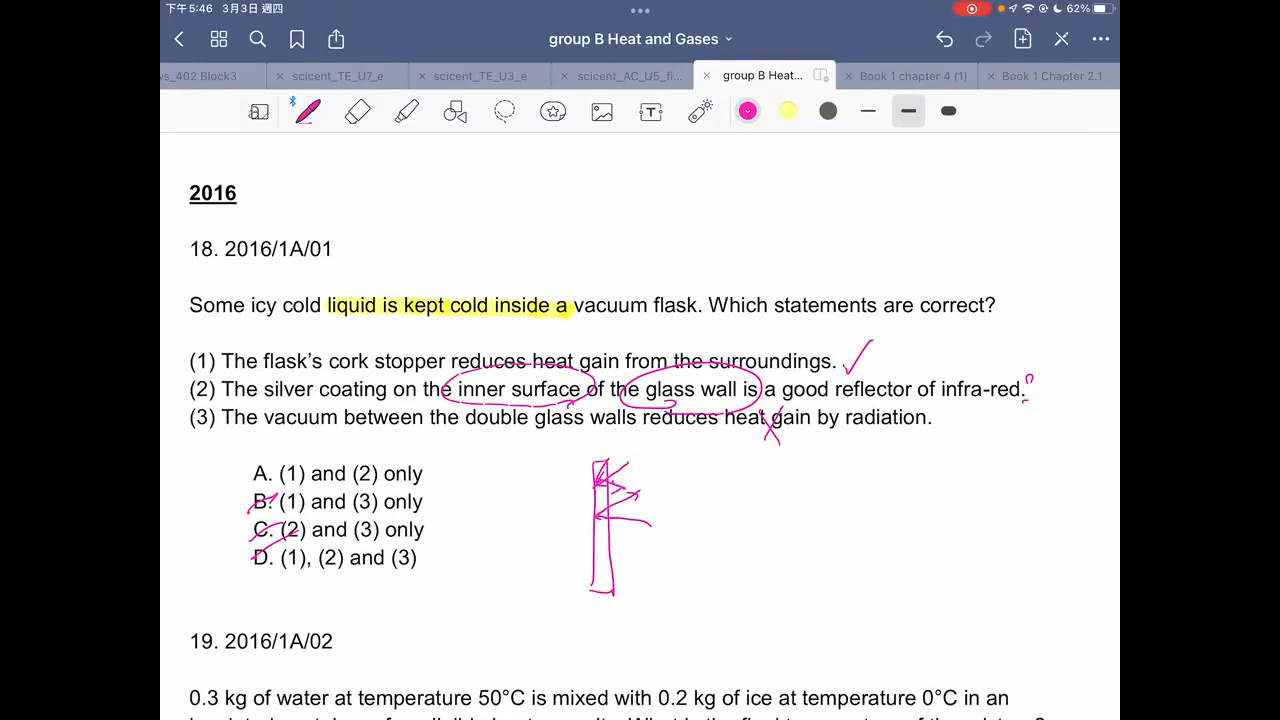 下午5:46 3月3日 週四
62%
group B Heat and Gases
vs_402 Block3
scicent_TE_U7_e
scicent_TE_U3_e
scicent_AC_U5_fi...
group B Heat...
Book 1 chapter 4 (1)
Book 1 Chapter 2.1
2016
18. 2016/1A/01
Some icy cold liquid is kept cold inside a vacuum flask. Which statements are correct?
(1) The flask's cork stopper reduces heat gain from the surroundings.
(2) The silver coating on the inner surface of the glass wall is a good reflector of infra-red.
(3) The vacuum between the double glass walls reduces heat gain by radiation.
A. (1) and (2) only
B. (1) and (3) only
C. (2) and (3) only
D. (1), (2) and (3)
19. 2016/1A/02
0.3 kg of water at temperature 50°C is mixed with 0.2 kg of ice at temperature 0°C in an